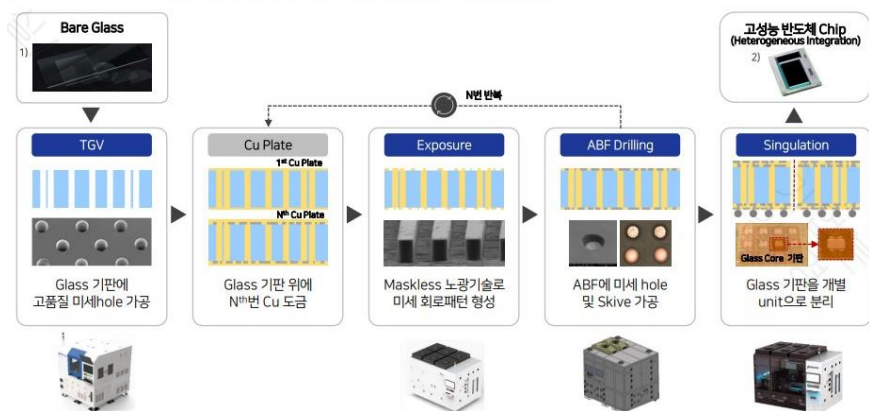 Bare Glass
1)
고성능 반도체 Chip
(Heterogeneous Integration)
2)
N번 반복
TGV
Cu Plate
Exposure
ABF Drilling
Singulation
1st Cu Plate
Nth Cu Plate
Glass Core 기판
Glass 기판에
고품질 미세hole 가공
Glass 기판 위에
Nth번 Cu 도금
Maskless 노광기술로
미세 회로패턴 형성
ABF에 미세 hole
및 Skive 가공
Glass 기판을 개별
unit으로 분리